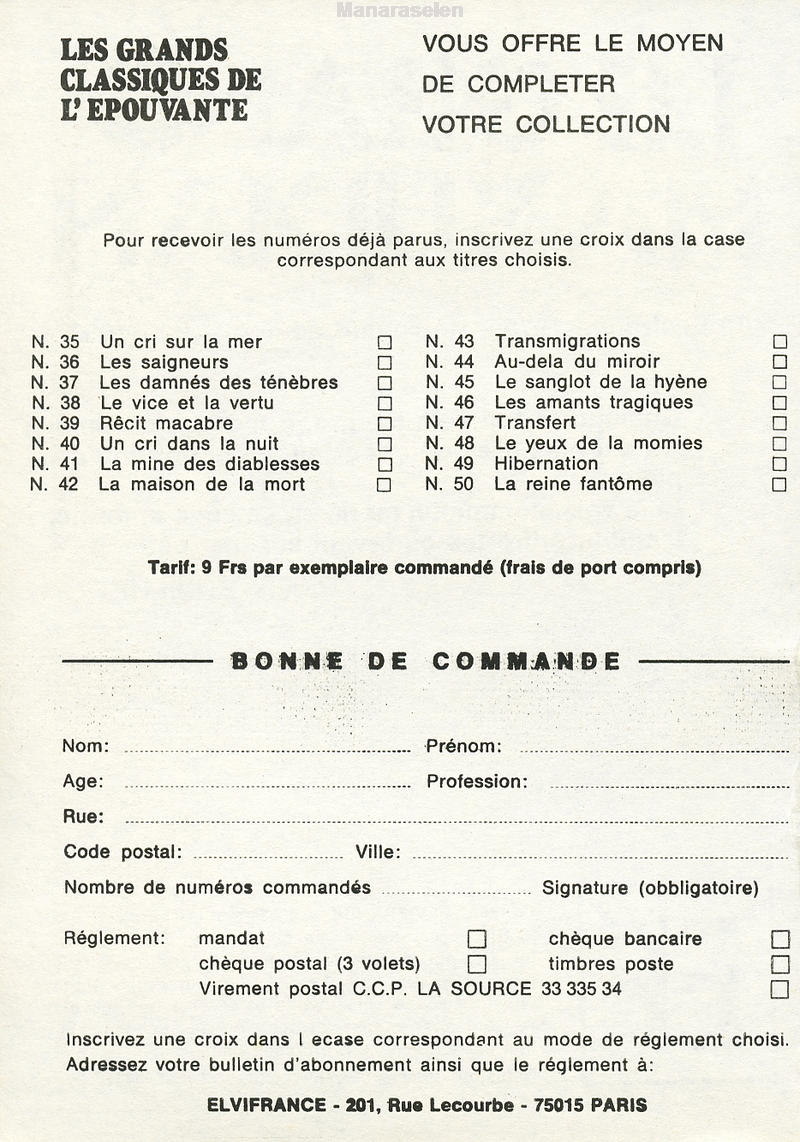 Manaraselen
LES GRANDS
CLASSIQUES DE
L' EPOUVANTE
VOUS OFFRE LE MOYEN
DE COMPLETER
VOTRE COLLECTION
Pour recevoir les numéros déjà parus, inscrivez une croix dans la case
correspondant aux titres choisis.
N. 35 Un cri sur la mer
N. 36 Les saigneurs
N. 37 Les damnés des ténèbres
N. 38 Le vice et la vertu
N. 39 Rêcit macabre
N. 40 Un cri dans la nuit
N. 41 La mine des diablesses
N. 42 La maison de la mort
N. 43 Transmigrations
N. 44 Au-dela du miroir
N. 45 Le sanglot de la hyène
N. 46 Les amants tragiques
N. 47 Transfert
N. 48 Le yeux de la momies
N. 49 Hibernation
N. 50 La reine fantôme
Tarif: 9 Frs par exemplaire commandé (frais de port compris)
BONNE DE COMMANDE
Nom: Prénom:
Age: Profession:
Rue:
Code postal: Ville:
Nombre de numéros commandés Signature (obbligatoire)
Réglement: mandat chèque bancaire
chèque postal (3 volets) timbres poste
Virement postal C.C.P. LA SOURCE 33 335 34
Inscrivez une croix dans l ecase correspondant au mode de réglement choisi.
Adressez votre bulletin d'abonnement ainsi que le réglement à:
ELVIFRANCE - 201, Rue Lecourbe - 75015 PARIS